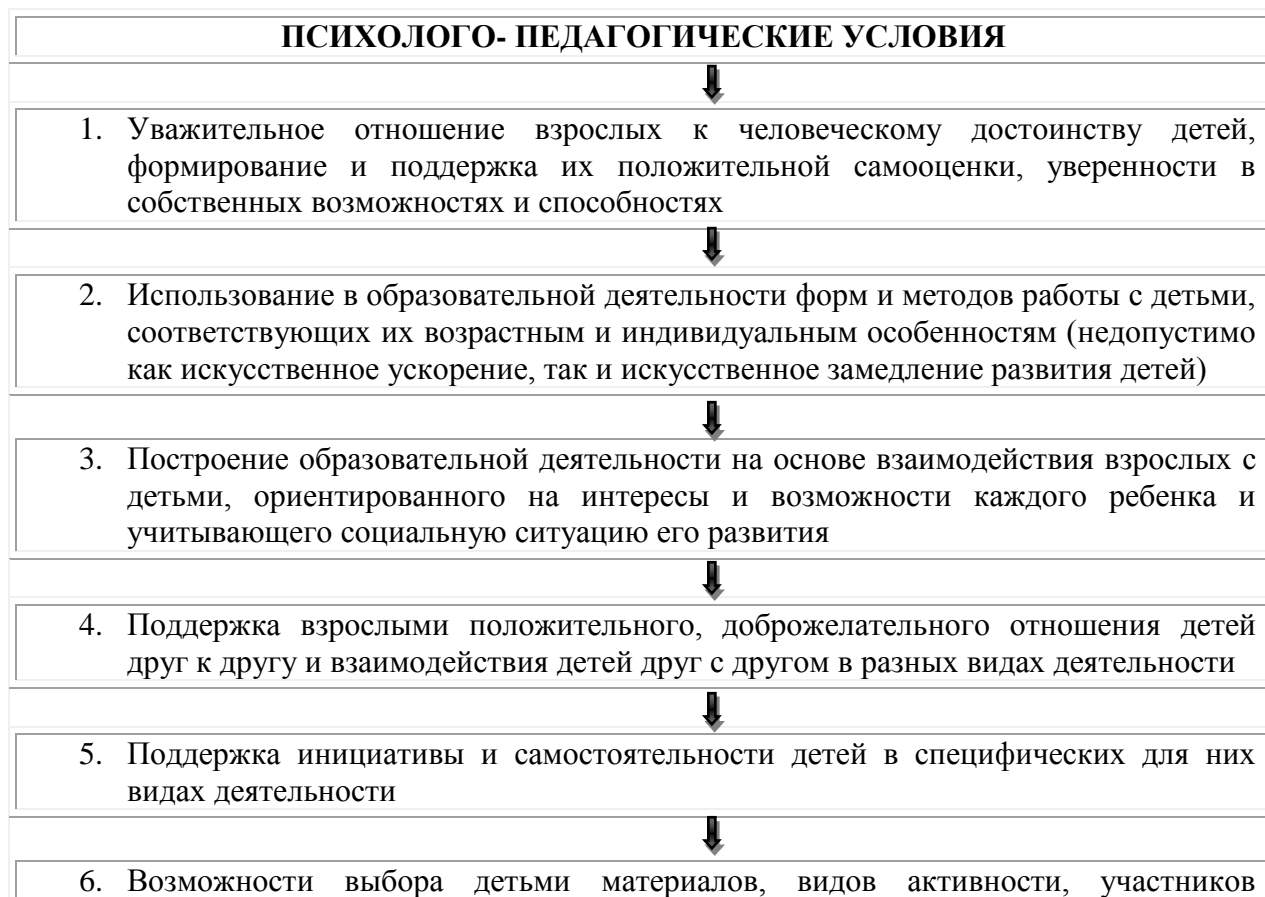 ПСИХОЛОГО- ПЕДАГОГИЧЕСКИЕ УСЛОВИЯ
1. Уважительное отношение взрослых к человеческому достоинству детей,
формирование и поддержка их положительной самооценки, уверенности в
собственных возможностях и способностях
2. Использование в образовательной деятельности форм и методов работы с детьми,
соответствующих их возрастным и индивидуальным особенностям (недопустимо
как искусственное ускорение, так и искусственное замедление развития детей)
3. Построение образовательной деятельности на основе взаимодействия взрослых с
детьми, ориентированного на интересы и возможности каждого ребенка и
учитывающего социальную ситуацию его развития
4. Поддержка взрослыми положительного, доброжелательного отношения детей
друг к другу и взаимодействия детей друг с другом в разных видах деятельности
5. Поддержка инициативы и самостоятельности детей в специфических для них
видах деятельности
6. Возможности выбора детьми материалов, видов активности, участников